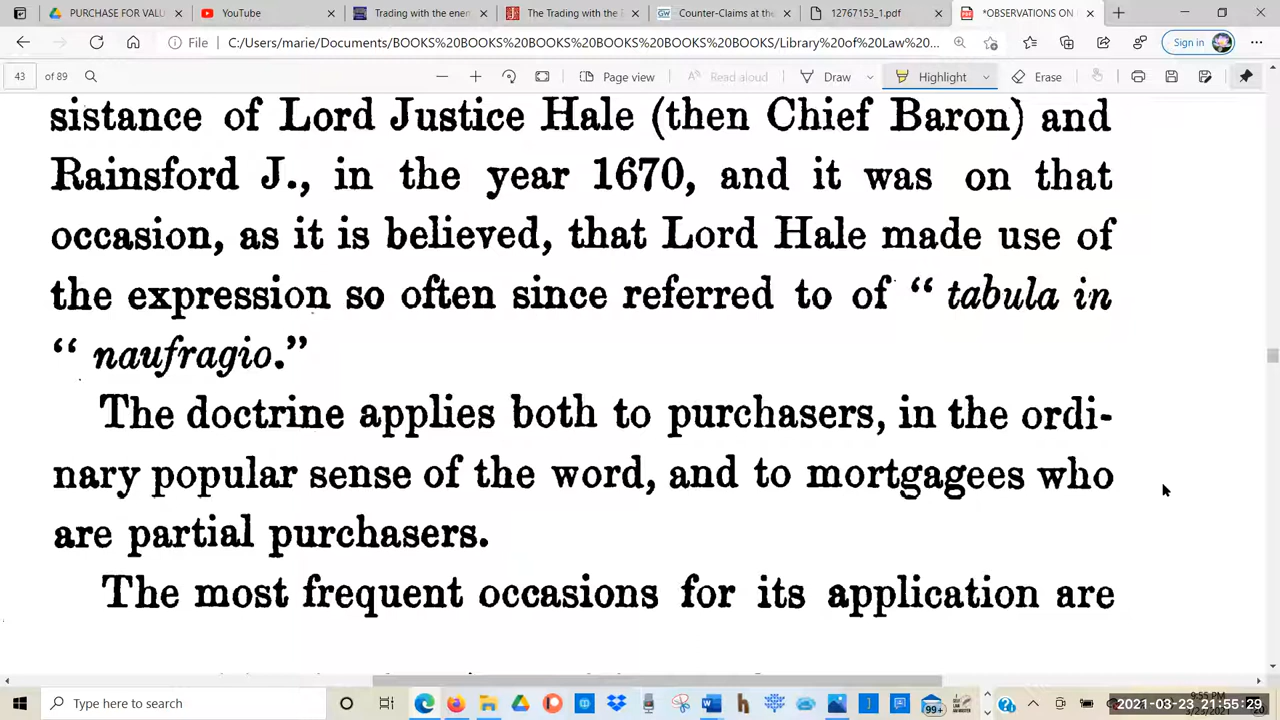 PURCHASE FOR VALU
YouTube
Trading with the ener
The Trading with the E
Counter-Claims at the
12767153_1.pdf
*OBSERVATIONS ON
File
C:/Users/marie/Documents/BOOKS%20BOOKS%20BOOKS%20BOOKS%20BOOKS%20BOOKS/Library%20of%20Law%20...
Sign in
43 of 89
Page view
Read aloud
Draw
Highlight
Erase
sistance of Lord Justice Hale (then Chief Baron) and
Rainsford J., in the year 1670, and it was on that
occasion, as it is believed, that Lord Hale made use of
the expression so often since referred to of “ tabula in
“ naufragio.”
The doctrine applies both to purchasers, in the ordi-
nary popular sense of the word, and to mortgagees who
are partial purchasers.
The most frequent occasions for its application are
Type here to search
99+
9:55 PM
2021-03-23 21:55:29